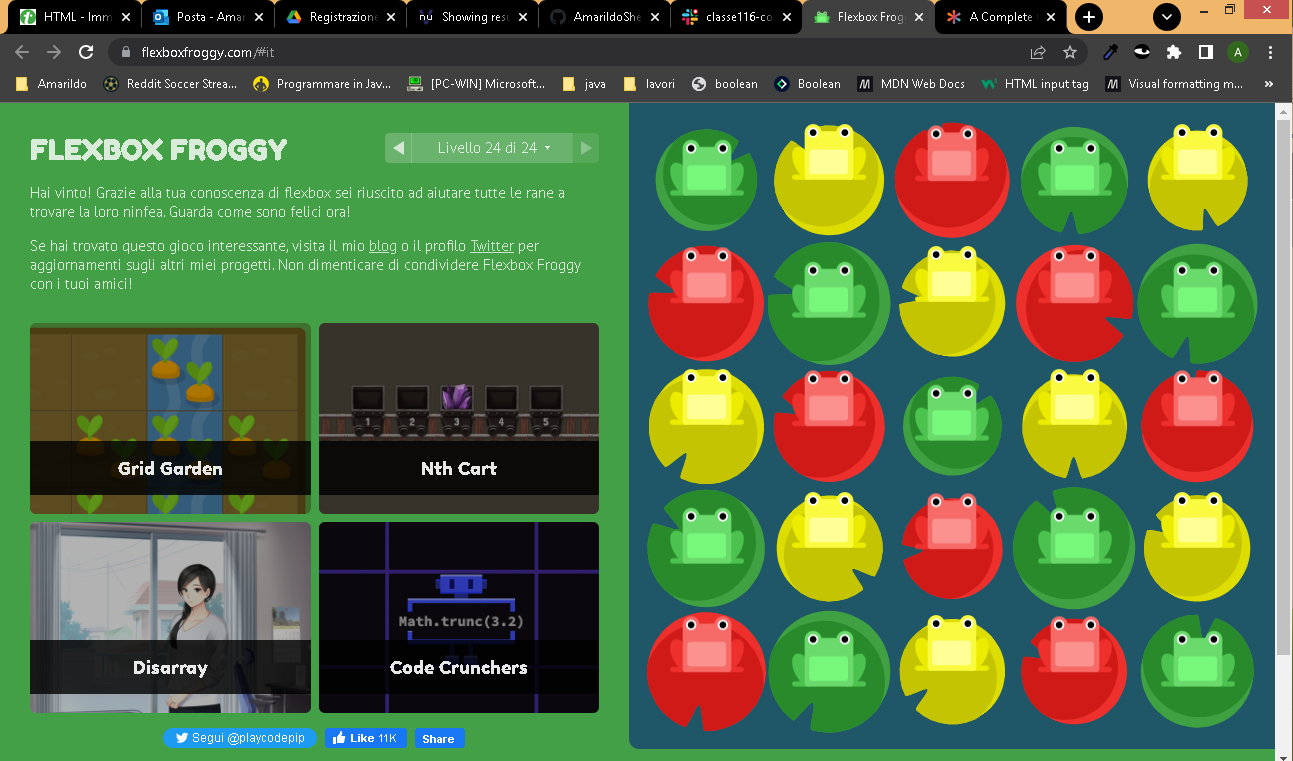 HTML - Imm
Posta - Amar
Registrazione
Showing resu
AmarildoShe
classe116-co
Flexbox Frog
A Complete
flexboxfroggy.com/#it
A
Amarildo
Reddit Soccer Strea...
Programmare in Jav...
[PC-WIN] Microsoft...
java
lavori
boolean
Boolean
MDN Web Docs
HTML input tag
Visual formatting m...
»
FLEXBOX FROGGY
Livello 24 di 24
Hai vinto! Grazie alla tua conoscenza di flexbox sei riuscito ad aiutare tutte le rane a
trovare la loro ninfea. Guarda come sono felici ora!
Se hai trovato questo gioco interessante, visita il mio blog o il profilo Twitter per
aggiornamenti sugli altri miei progetti. Non dimenticare di condividere Flexbox Froggy
con i tuoi amici!
Grid Garden
1 2 3 4 5
Nth Cart
Disarray
Math.trunc(3.2)
Code Crunchers
Segui @playcodepip
Like 11K
Share